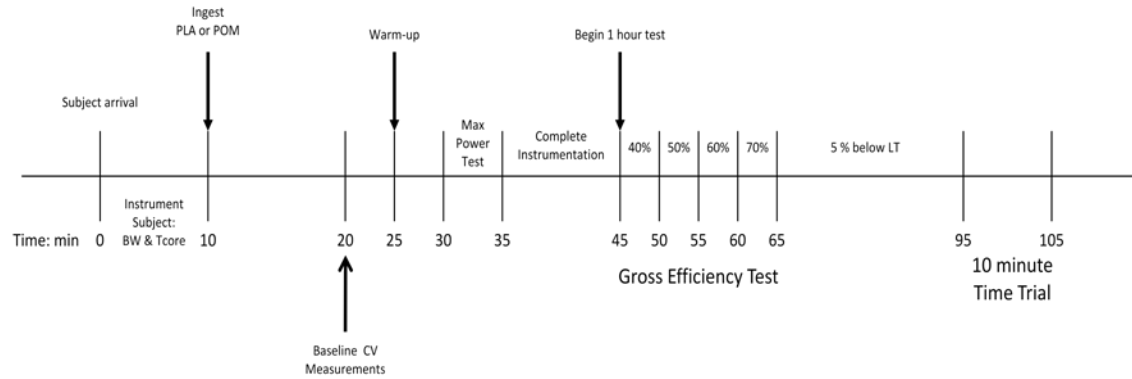 Ingest
PLA or POM
Warm-up
Begin 1 hour test
Subject arrival
Max
Power
Test
Complete
Instrumentation
40%
50%
60%
70%
5 % below LT
Instrument
Subject:
BW & Tcore
Time: min
0
10
20
25
30
35
45
50
55
60
65
95
105
Gross Efficiency Test
10 minute
Time Trial
Baseline CV
Measurements